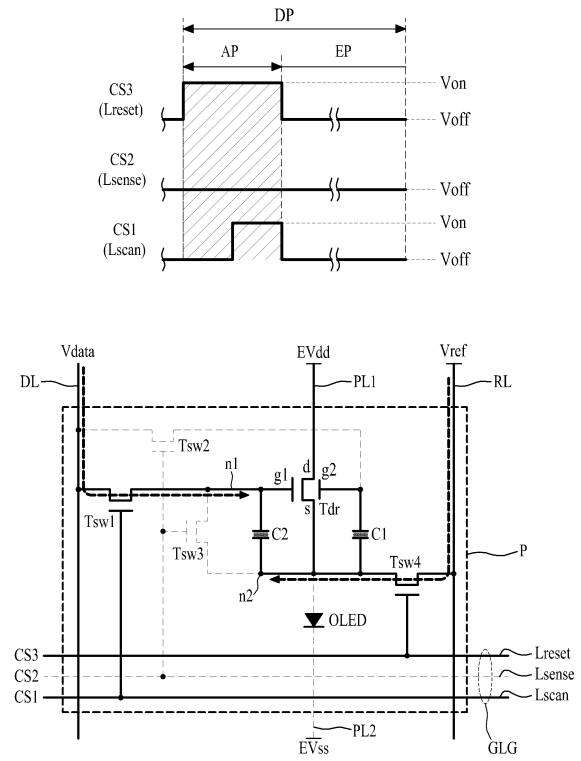 DP
AP
EP
CS3
(Lreset)
Von
Voff
CS2
(Lsense)
Voff
CS1
(Lscan)
Von
Voff
Vdata
EVdd
Vref
DL
PL1
RL
Tsw2
n1
g1
d
g2
s
Tdr
Tsw1
Tsw3
C2
C1
Tsw4
P
n2
OLED
CS3
Lreset
CS2
Lsense
CS1
Lscan
PL2
EVss
GLG